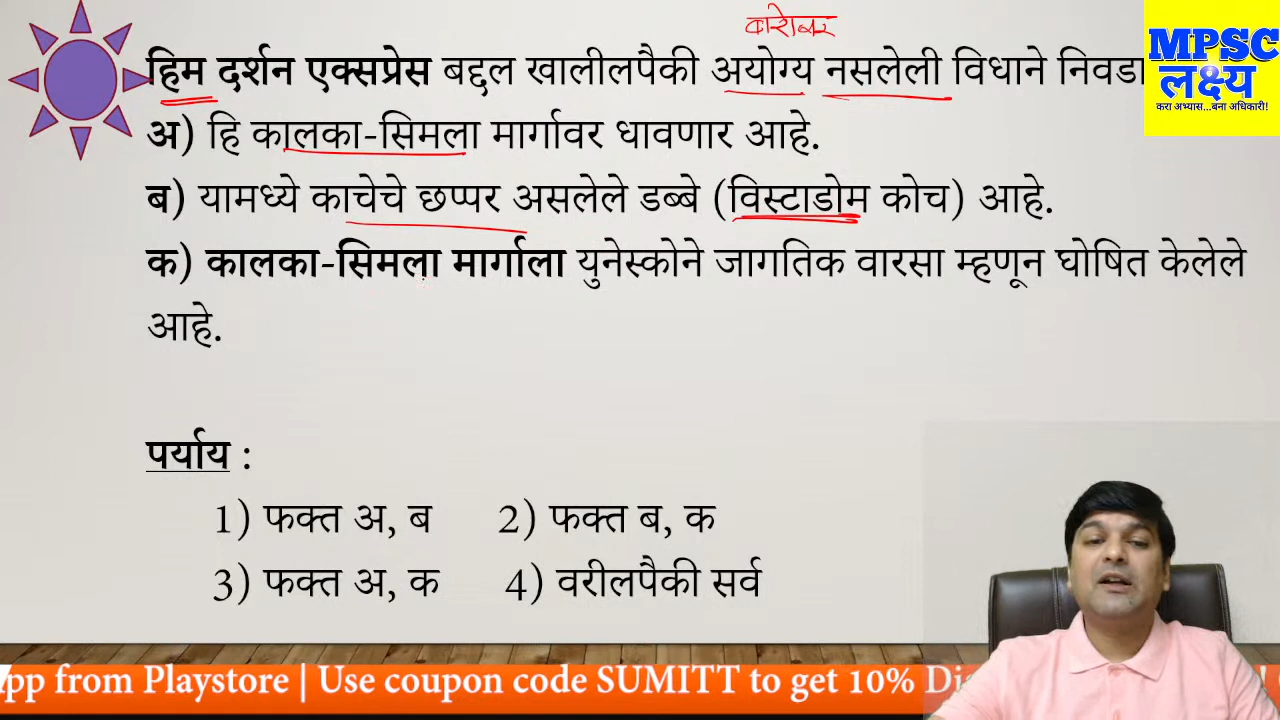 बरोबर
हिम दर्शन एक्सप्रेस बद्दल खालीलपैकी अयोग्य नसलेली विधाने निवडा
MPSC
लक्ष्य
करा अभ्यास...बना अधिकारी!
अ) हि कालका-सिमला मार्गावर धावणार आहे.
ब) यामध्ये काचेचे छप्पर असलेले डब्बे (विस्टाडोम कोच) आहे.
क) कालका-सिमला मार्गाला युनेस्कोने जागतिक वारसा म्हणून घोषित केलेले
आहे.
पर्याय :
1) फक्त अ, ब 2) फक्त ब, क
3) फक्त अ, क 4) वरीलपैकी सर्व
pp from Playstore | Use coupon code SUMITT to get 10% Di